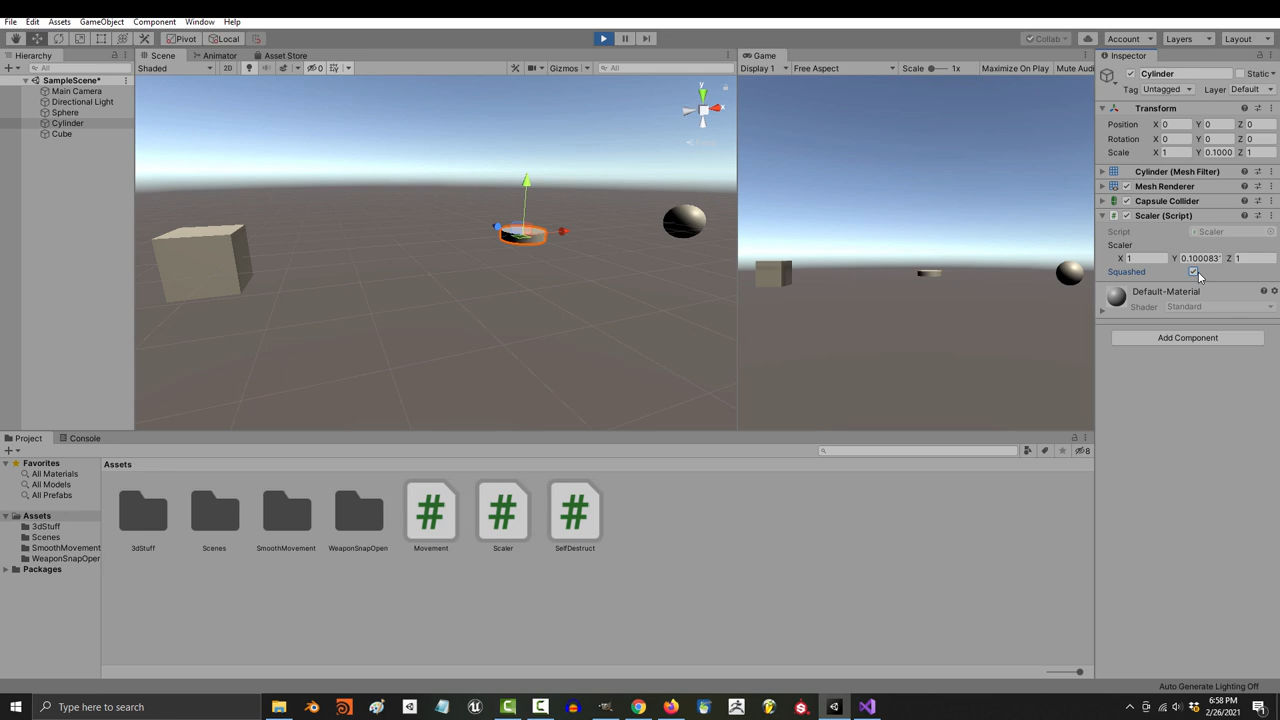 File Edit Assets GameObject Component Window Help
Pivot Local Collab Account Layers Layout
Hierarchy Scene Animator Asset Store Game Inspector
All Shaded 2D 0 Gizmos All Display 1 Free Aspect Scale 1x Maximize On Play Mute Aud
SampleScene*
Main Camera
Directional Light
Sphere
Cylinder
Cube
y
x
Cylinder Static
Tag Untagged Layer Default
Transform
Position X 0 Y 0 Z 0
Rotation X 0 Y 0 Z 0
Scale X 1 Y 0.1000 Z 1
Cylinder (Mesh Filter)
Mesh Renderer
Capsule Collider
# Scaler (Script)
Script Scaler
Scaler
X 1 Y 0.100083 Z 1
Squashed
Default-Material
Shader Standard
Add Component
Project Console
8
Favorites
All Materials
All Models
All Prefabs
Assets
3dStuff
Scenes
SmoothMovement
WeaponSnapOpen
Packages
Assets
# # #
3dStuff Scenes SmoothMovement WeaponSnapOpen Movement Scaler SelfDestruct
Auto Generate Lighting Off
Type here to search
6:58 PM
2/26/2021